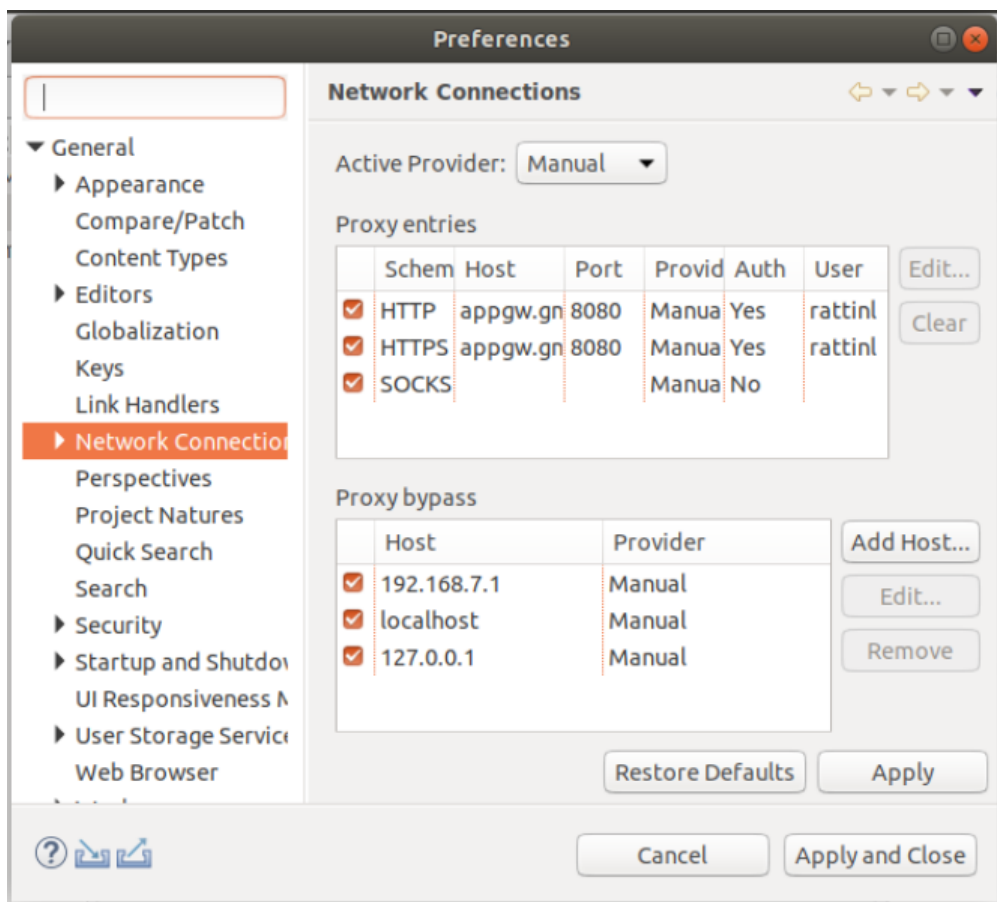 Preferences
General
Appearance
Compare/Patch
Content Types
Editors
Globalization
Keys
Link Handlers
Network Connection
Perspectives
Project Natures
Quick Search
Search
Security
Startup and Shutdov
UI Responsiveness M
User Storage Service
Web Browser
Network Connections
Active Provider: Manual
Proxy entries
Schem Host Port Provid Auth User
HTTP appgw.gn 8080 Manua Yes rattinl
HTTPS appgw.gn 8080 Manua Yes rattinl
SOCKS Manua No
Edit...
Clear
Proxy bypass
Host Provider
192.168.7.1 Manual
localhost Manual
127.0.0.1 Manual
Add Host...
Edit...
Remove
Restore Defaults Apply
Cancel Apply and Close